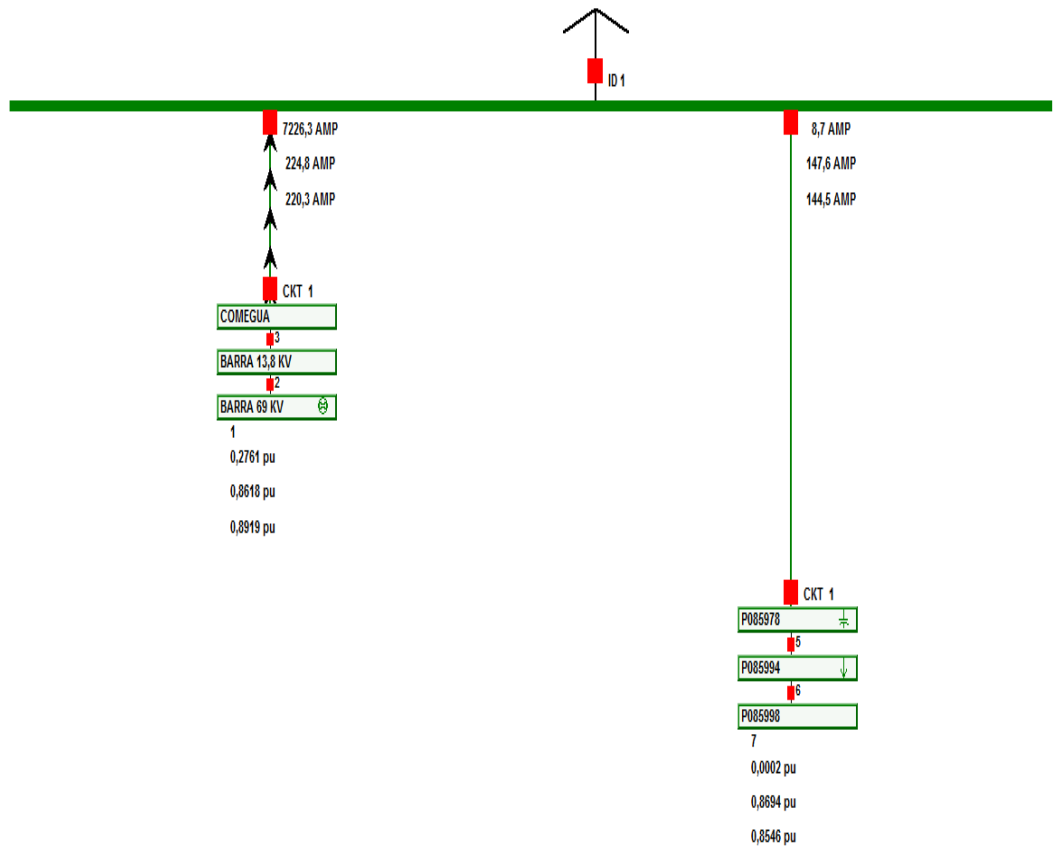 ID 1
7226,3 AMP
224,8 AMP
220,3 AMP
CKT 1
COMEGUA
3
BARRA 13,8 KV
2
BARRA 69 KV
1
0,2761 pu
0,8618 pu
0,8919 pu
8,7 AMP
147,6 AMP
144,5 AMP
CKT 1
P085978
5
P085994
6
P085998
7
0,0002 pu
0,8694 pu
0,8546 pu